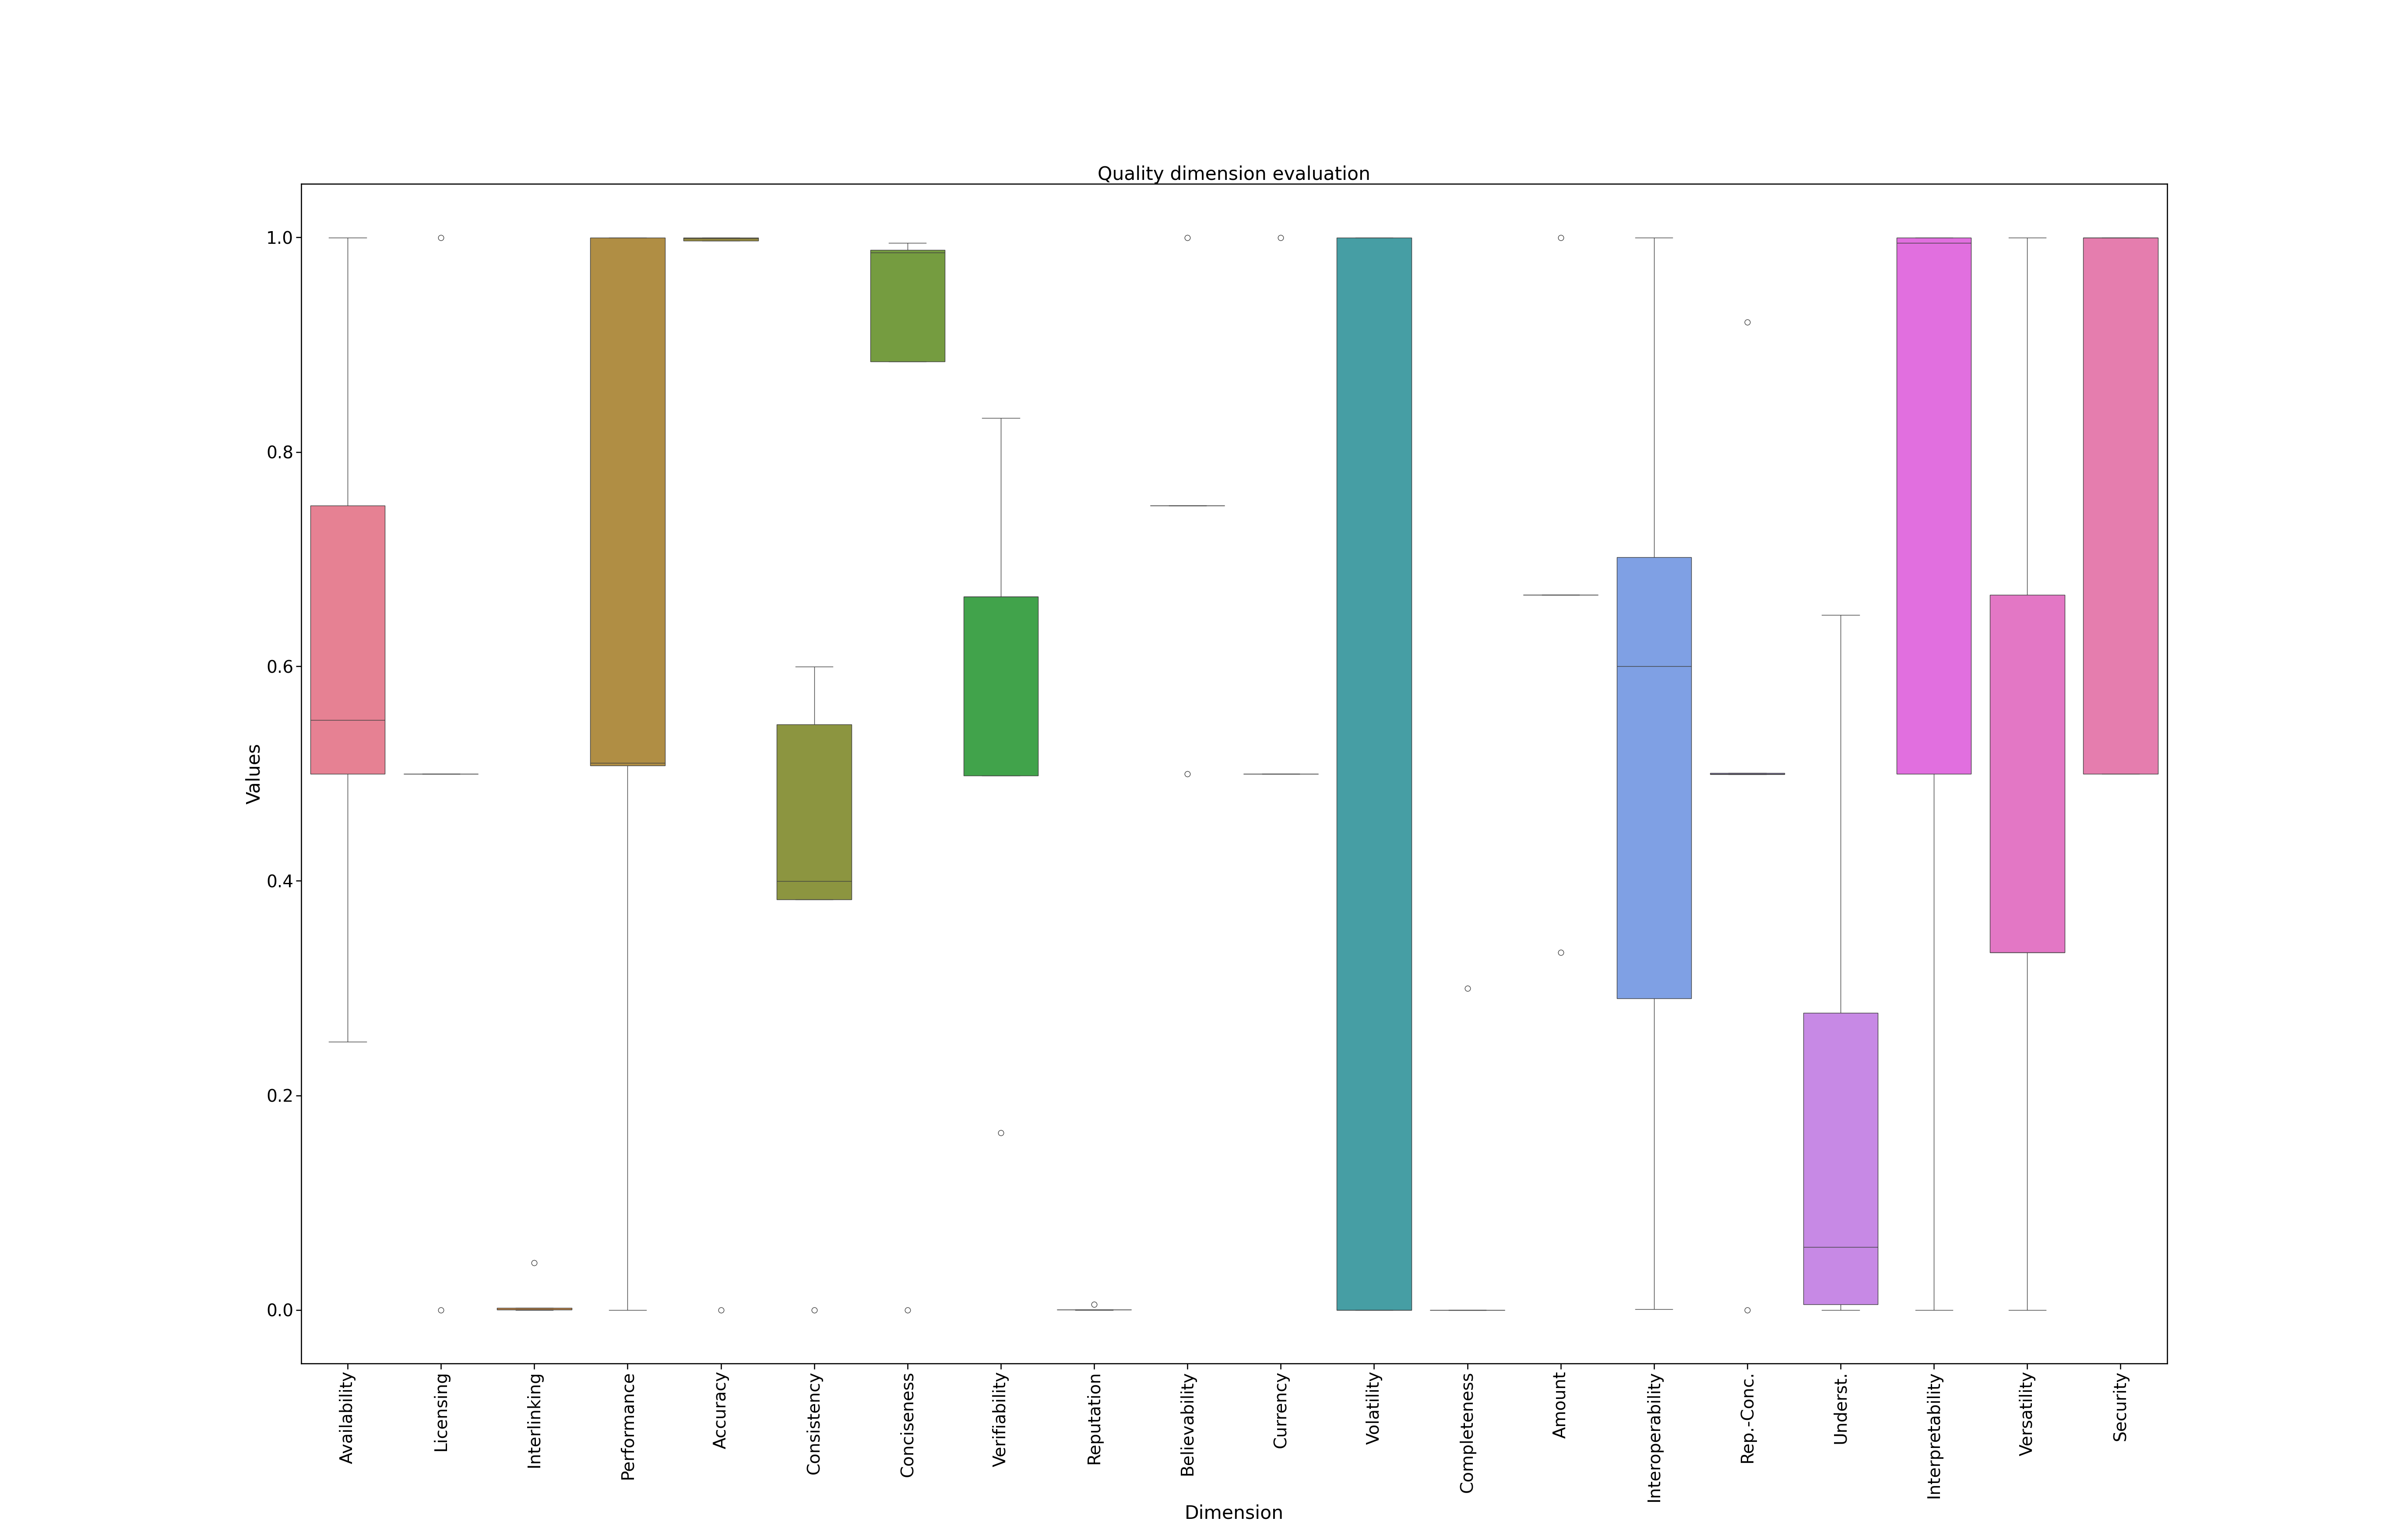 Quality dimension evaluation
1.0
0.8
0.6
0.4
0.2
0.0
Values
Availability
Licensing
Interlinking
Performance
Accuracy
Consistency
Conciseness
Verifiability
Reputation
Believability
Currency
Volatility
Completeness
Amount
Interoperability
Rep.-Conc.
Underst.
Interpretability
Versatility
Security
Dimension